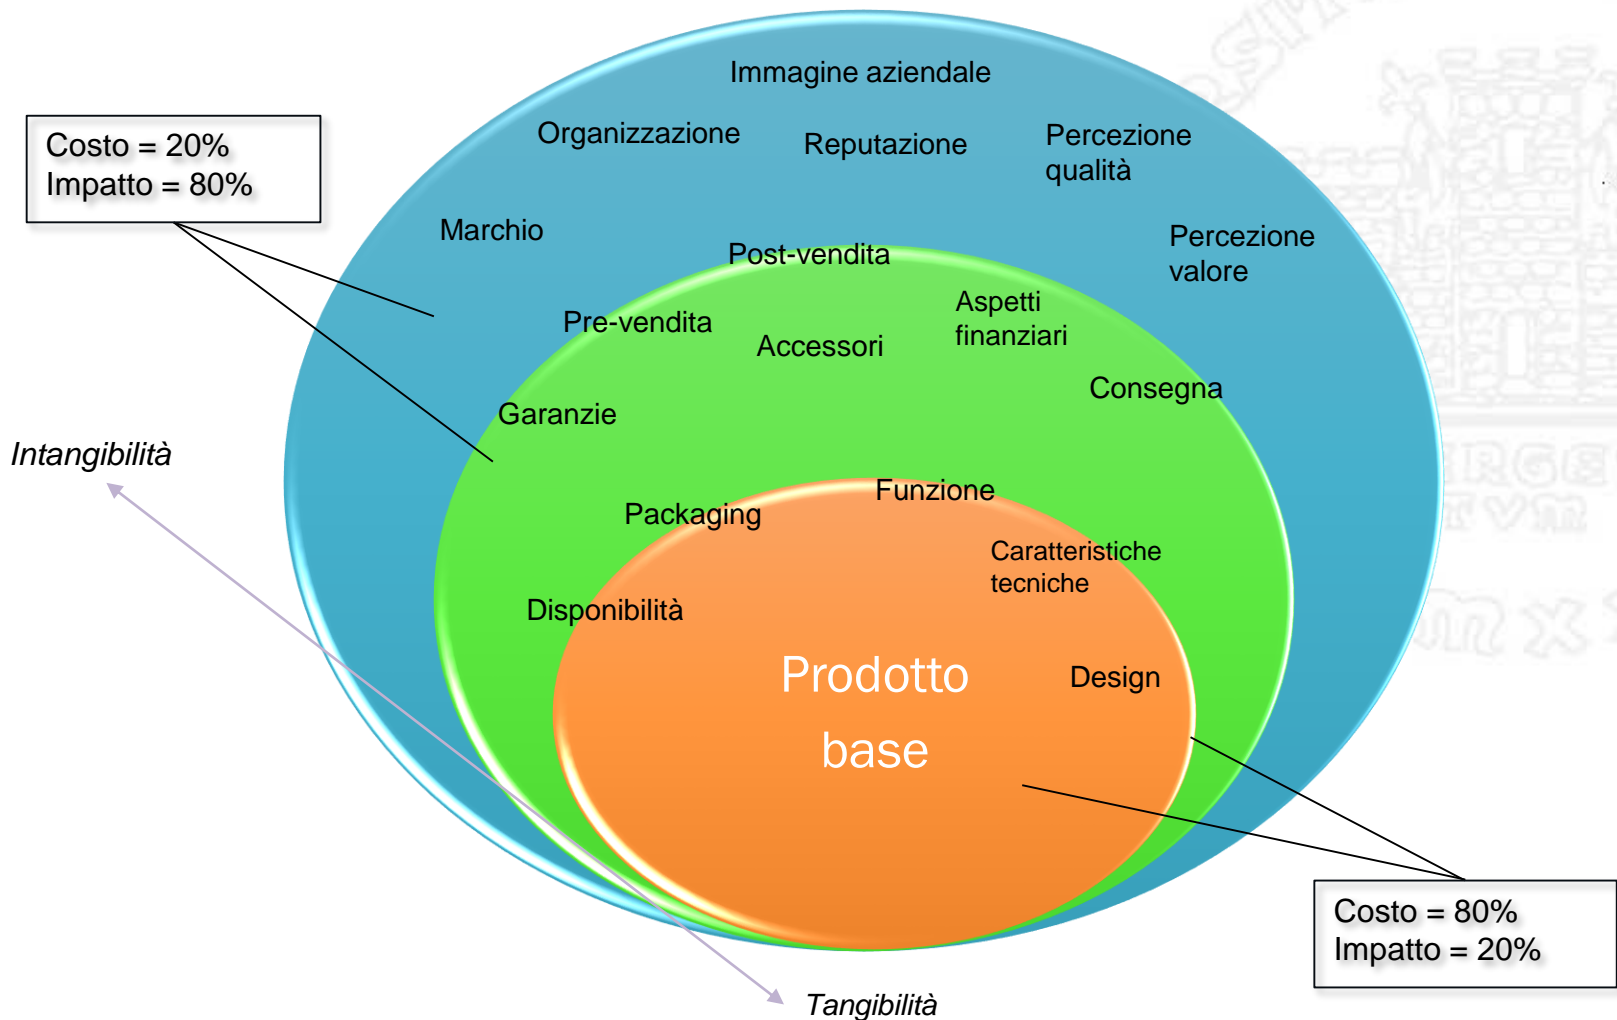 Immagine aziendale
Organizzazione
Reputazione
Percezione
qualità
Costo = 20%
Impatto = 80%
Marchio
Percezione
valore
Post-vendita
Pre-vendita
Aspetti
finanziari
Accessori
Consegna
Garanzie
Intangibilità
Funzione
Packaging
Caratteristiche
tecniche
Disponibilità
Prodotto
base
Design
Costo = 80%
Impatto = 20%
Tangibilità